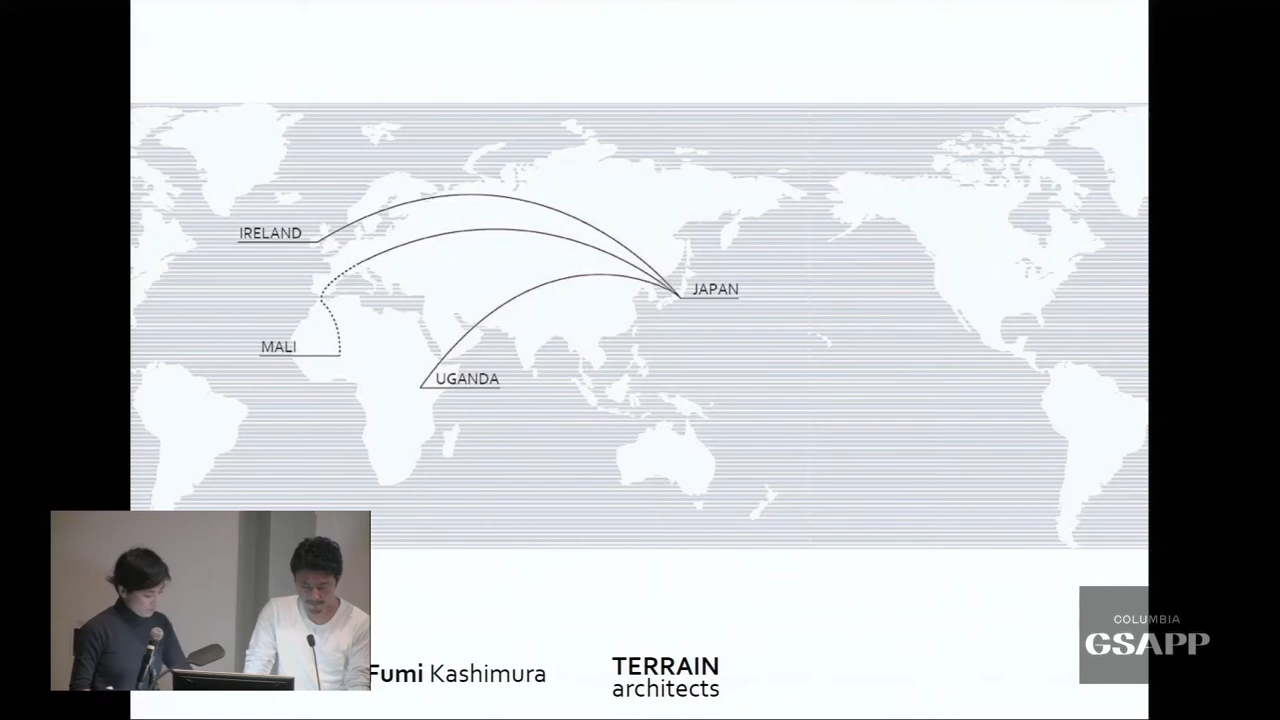 IRELAND
JAPAN
MALI
UGANDA
COLUMBIA
GSAPP
Fumi Kashimura
TERRAIN
architects